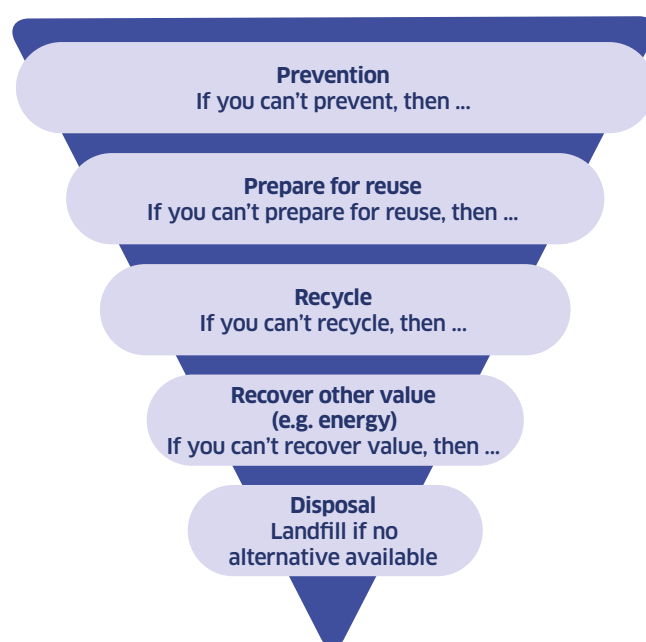 Prevention
If you can’t prevent, then ...
Prepare for reuse
If you can’t prepare for reuse, then ...
Recycle
If you can’t recycle, then ...
Recover other value
(e.g. energy)
If you can’t recover value, then ...
Disposal
Landfill if no
alternative available